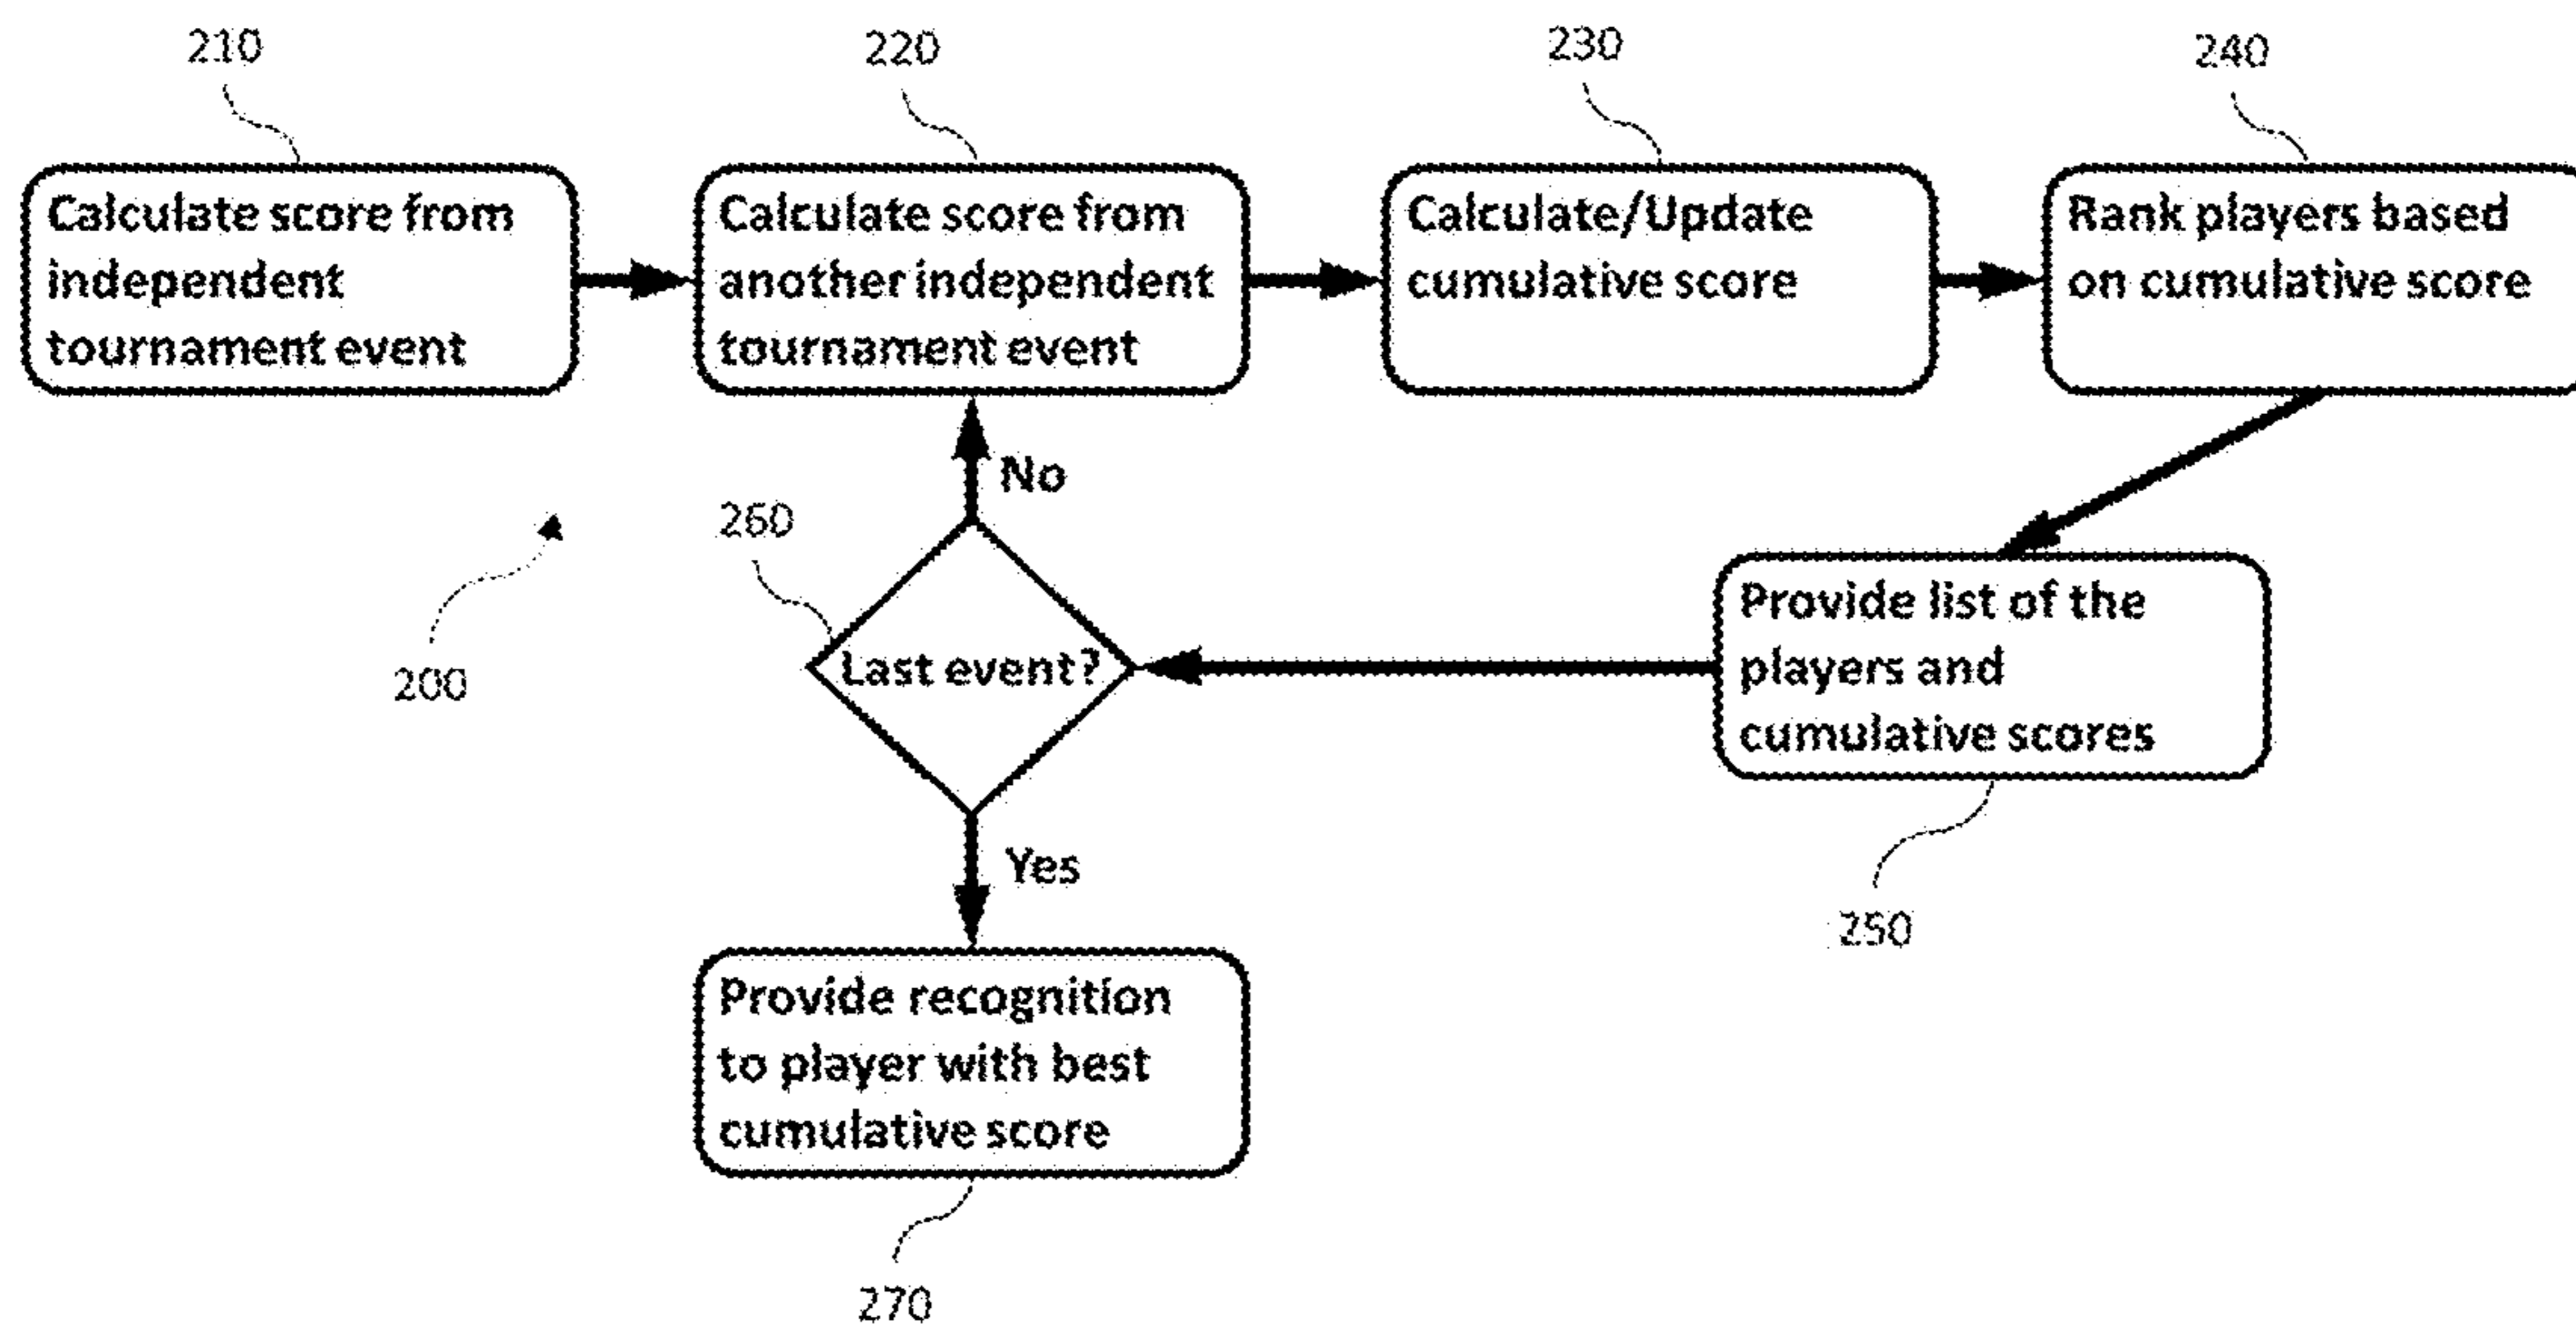 210
220
230
240
Calculate score from
independent
tournament event
Calculate score from
another independent
tournament event
Calculate/Update
cumulative score
Rank players based
on cumulative score
No
260
200
Last event?
Provide list of the
players and
cumulative scores
250
Yes
Provide recognition
to player with best
cumulative score
270